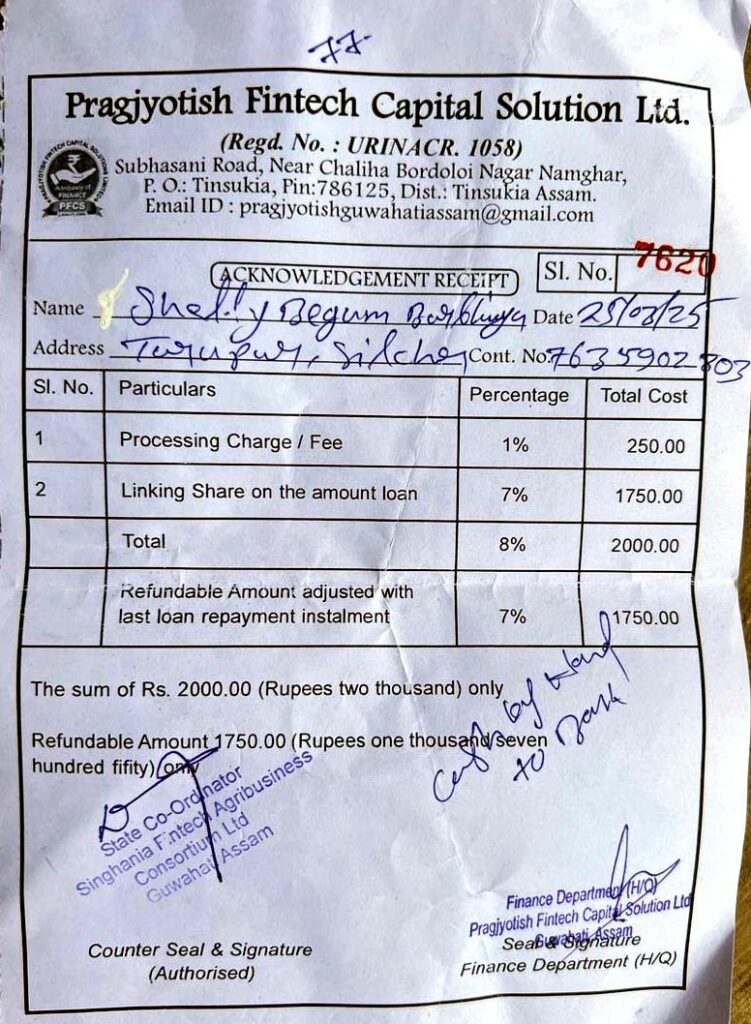 Pragjyotish Fintech Capital Solution Ltd.
(Regd. No. : URINACR. 1058)
Subhasani Road, Near Chaliha Bordoloi Nagar Namghar,
P. O.: Tinsukia, Pin:786125, Dist.: Tinsukia Assam.
Email ID : pragjyotishguwahatiassam@gmail.com
PFCS
ACKNOWLEDGEMENT RECEIPT
Sl. No. 7620
Name Begum Date 25/03/25
Address Tarapur, Silchar Cont. No 7635902803
Sl. No. Particulars Percentage Total Cost
1 Processing Charge / Fee 1% 250.00
2 Linking Share on the amount loan 7% 1750.00
Total 8% 2000.00
Refundable Amount adjusted with
last loan repayment instalment 7% 1750.00
The sum of Rs. 2000.00 (Rupees two thousand) only
Refundable Amount 1750.00 (Rupees one thousand seven
hundred fifity) only
Cash by Hand
to Bank
State Co-Ordinator
Singhania Fintech Agribusiness
Consortium Ltd
Guwahati Assam
Counter Seal & Signature
(Authorised)
Finance Department (H/Q)
Pragjyotish Fintech Capital Solution Ltd
Guwahati, Assam
Seal & Signature
Finance Department (H/Q)